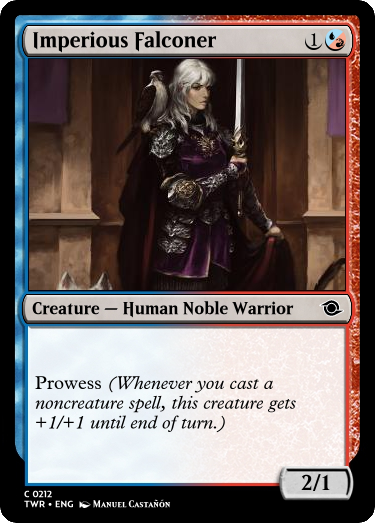 Imperious Falconer 1
Creature — Human Noble Warrior
Prowess (Whenever you cast a
noncreature spell, this creature gets
+1/+1 until end of turn.)
2/1
C 0212
TWR • ENG Manuel Castañón